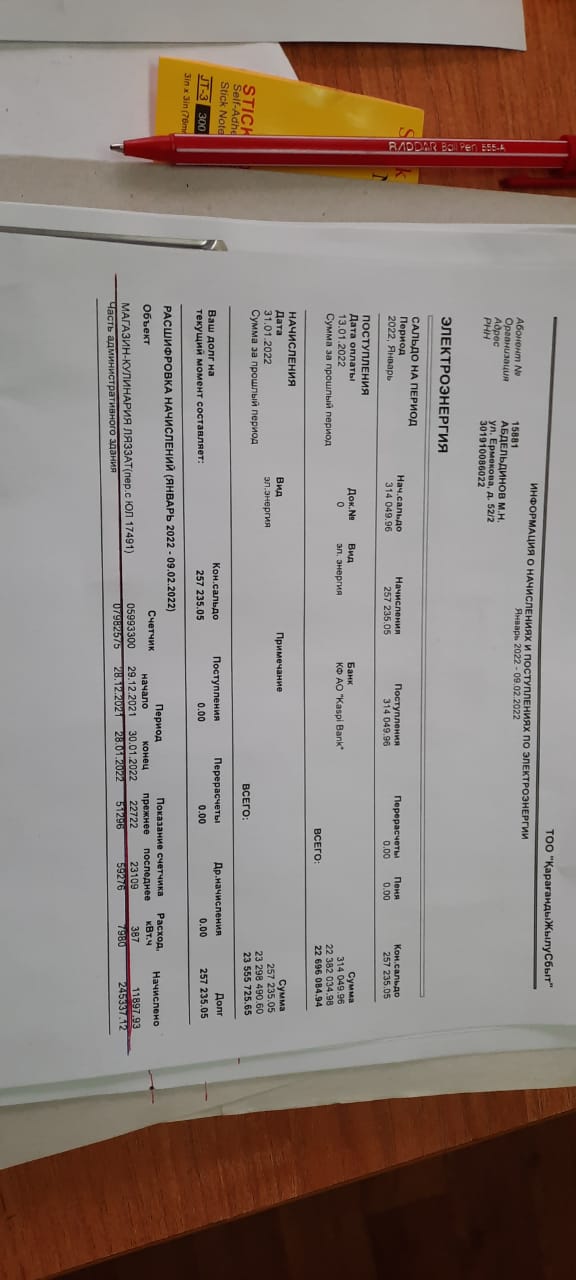 STICK
Self-Adhe
Stick Note
JT-3 300
3in x 3in (76mm
RADDAR Ball Pen 555-A
ТОО "ҚарағандыЖылуСбыт"
ИНФОРМАЦИЯ О НАЧИСЛЕНИЯХ И ПОСТУПЛЕНИЯХ ПО ЭЛЕКТРОЭНЕРГИИ
Январь 2022 - 09.02.2022
Абонент № 15881
Организация АБДЕЛЬДИНОВ М.Н.
Адрес ул. Ермекова, д. 52/2
РНН 301910086022
ЭЛЕКТРОЭНЕРГИЯ
САЛЬДО НА ПЕРИОД
Период Нач.сальдо Начисления Поступления Перерасчеты Пеня Кон.сальдо
2022, Январь 314 049.96 257 235.05 314 049.96 0.00 0.00 257 235.05
ПОСТУПЛЕНИЯ
Дата оплаты Док.№ Вид Банк Сумма
13.01.2022 0 эл. энергия КФ АО "Kaspi Bank" 314 049.96
Сумма за прошлый период 22 382 034.98
ВСЕГО: 22 696 084.94
НАЧИСЛЕНИЯ
Дата Вид Примечание Сумма
31.01.2022 эл.энергия 257 235.05
Сумма за прошлый период 23 298 490.60
ВСЕГО: 23 555 725.65
Ваш долг на Кон.сальдо Поступления Перерасчеты Др.начисления Долг
текущий момент составляет: 257 235.05 0.00 0.00 0.00 257 235.05
РАСШИФРОВКА НАЧИСЛЕНИЙ (ЯНВАРЬ 2022 - 09.02.2022)
Объект Счетчик Период Показание счетчика Расход, Начислено
начало конец прежнее последнее кВт.ч
МАГАЗИН-КУЛИНАРИЯ ЛЯЗЗАТ(пер.с ЮЛ 17491) 05993300 29.12.2021 30.01.2022 22722 23109 387 11897.93
Часть административного здания 07982575 28.12.2021 28.01.2022 51296 59276 7980 245337.12